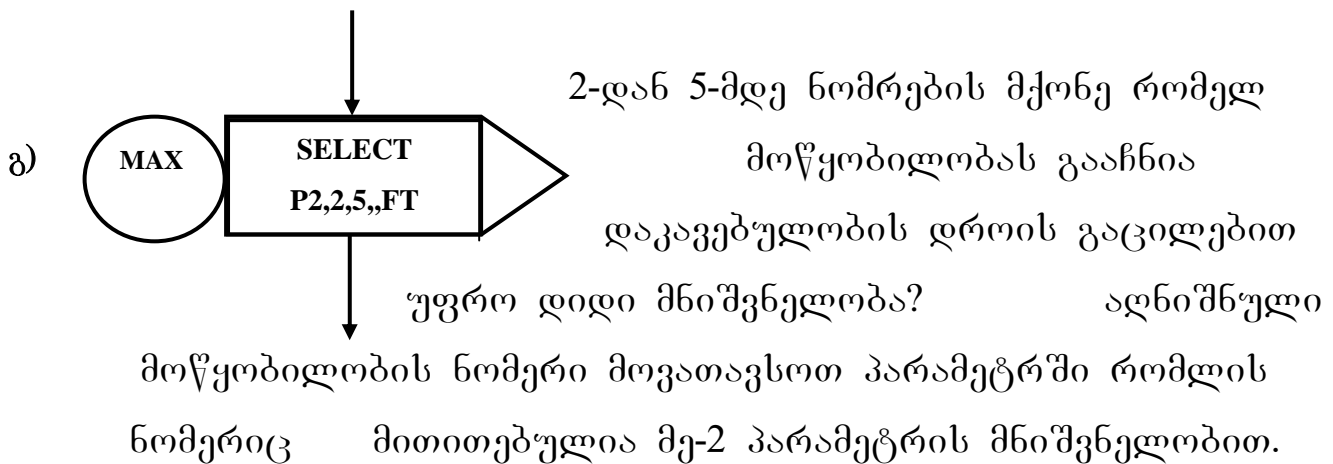 2-დან 5-მდე ნომრების მქონე რომელ
გ)
MAX
SELECT
P2,2,5,,FT
მოწყობილობას გააჩნია
დაკავებულობის დროის გაცილებით
უფრო დიდი მნიშვნელობა? აღნიშნული
მოწყობილობის ნომერი მოვათავსოთ პარამეტრში რომლის
ნომერიც მითითებულია მე-2 პარამეტრის მნიშვნელობით.